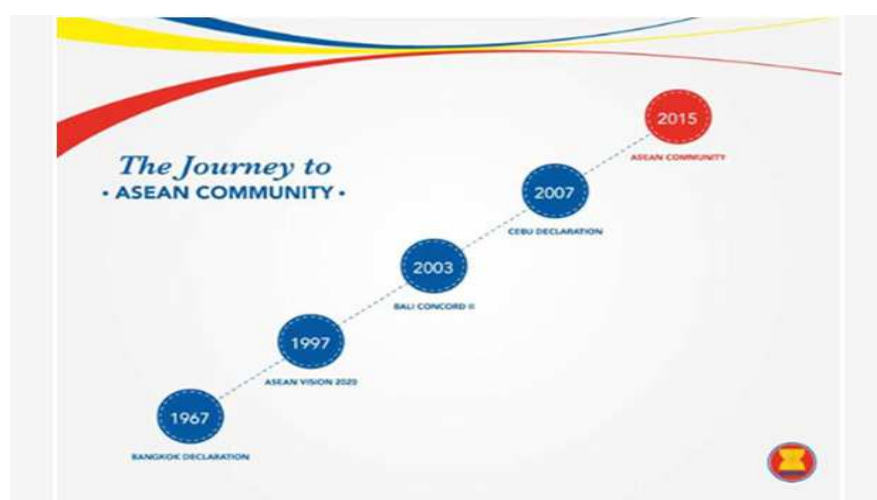 The Journey to
• ASEAN COMMUNITY •
2015
ASEAN COMMUNITY
2007
CEBU DECLARATION
2003
BALI CONCORD II
1997
ASEAN VISION 2020
1967
BANGKOK DECLARATION